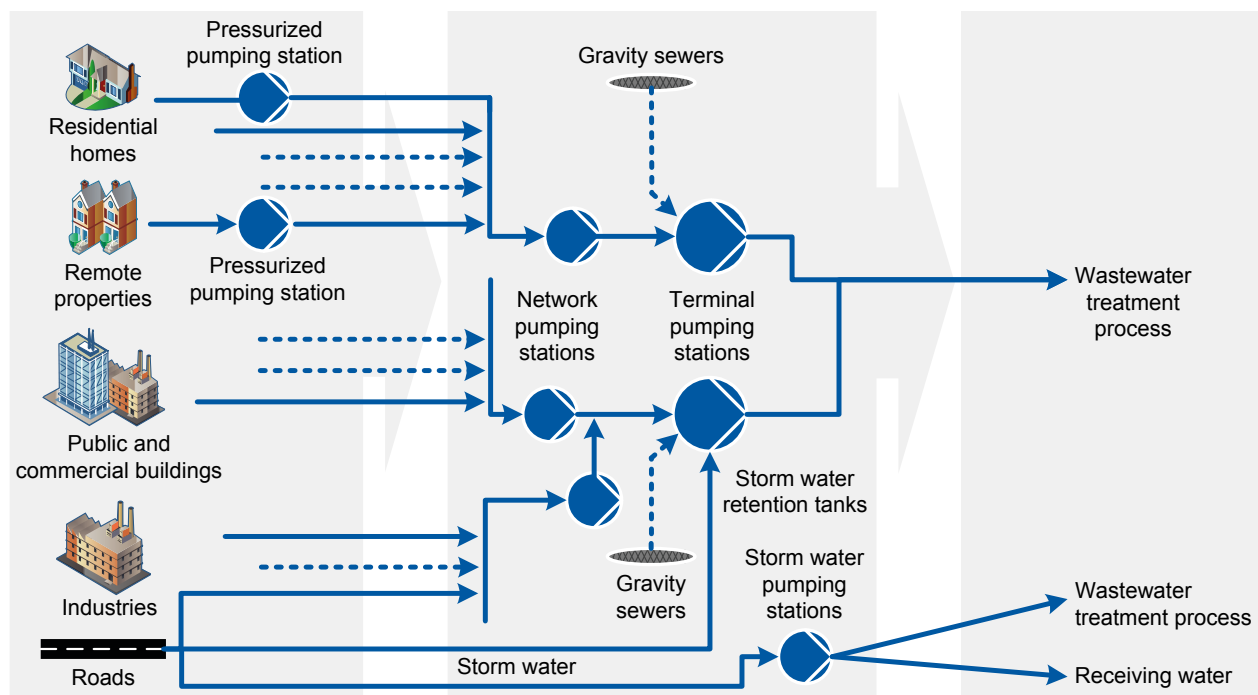 Pressurized
pumping station
Residential
homes
Remote
properties
Pressurized
pumping station
Public and
commercial buildings
Industries
Roads
Gravity sewers
Network
pumping
stations
Terminal
pumping
stations
Storm water
retention tanks
Gravity
sewers
Storm water
pumping
stations
Storm water
Wastewater
treatment
process
Wastewater
treatment process
Receiving water